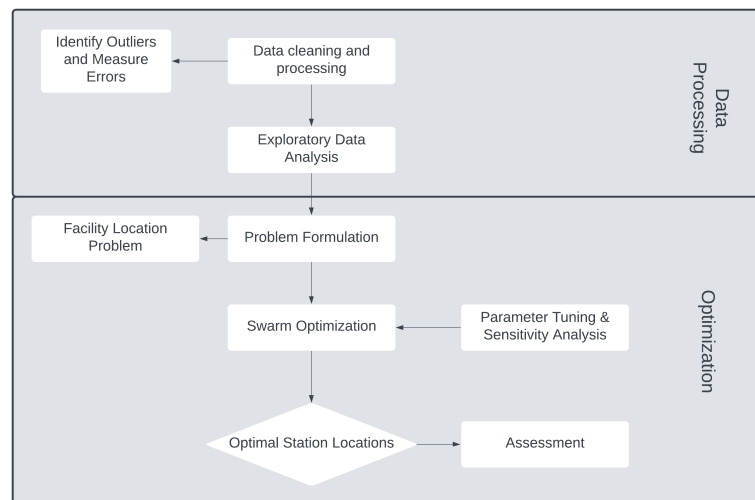 Identify Outliers
and Measure
Errors
Data cleaning and
processing
Data
Processing
Exploratory Data
Analysis
Facility Location
Problem
Problem Formulation
Swarm Optimization
Parameter Tuning &
Sensitivity Analysis
Optimization
Optimal Station Locations
Assessment